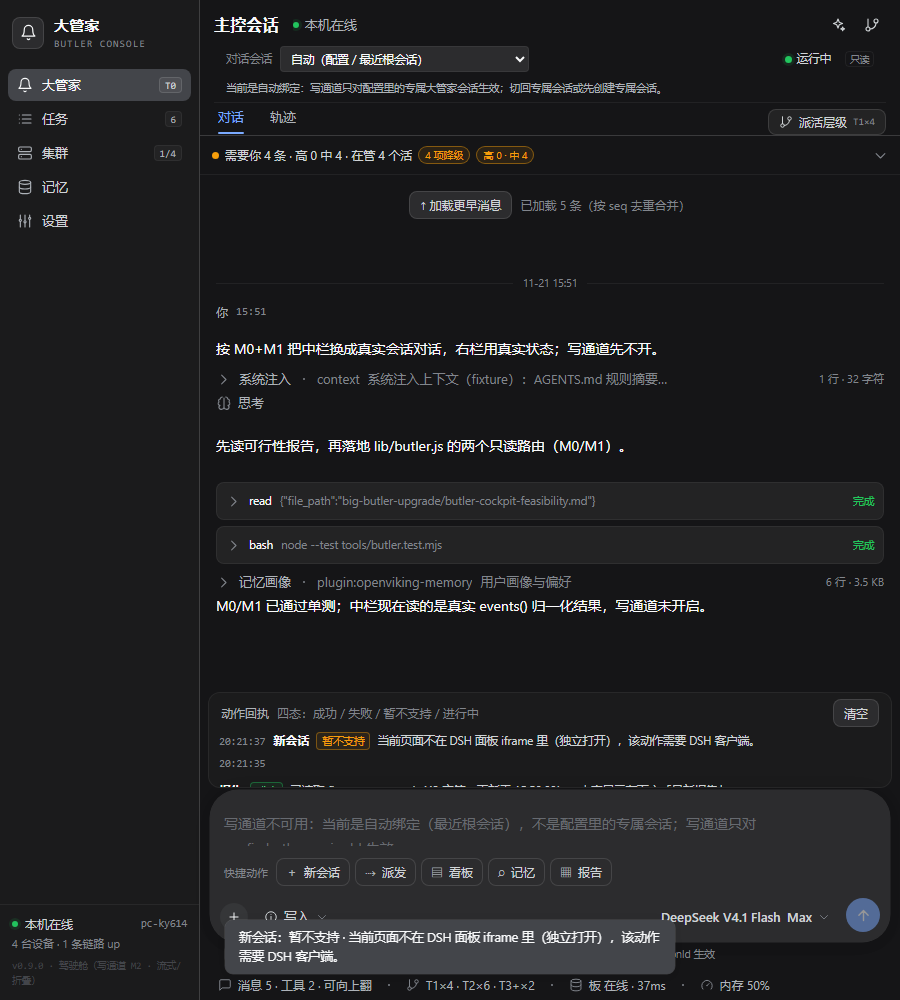 大管家
BUTLER CONSOLE
大管家 T0
任务 6
集群 1/4
记忆
设置
本机在线 pc-ky614
4 台设备 · 1 条链路 up
v0.9.0 · 驾驶舱（写通道 M2 · 流式/
折叠）
主控会话 本机在线
对话会话 自动（配置 / 最近根会话） 运行中 只读
当前是自动绑定：写通道只对配置里的专属大管家会话生效；切回专属会话或先创建专属会话。
对话 轨迹 派活层级 T1×4
需要你 4 条 · 高 0 中 4 · 在管 4 个活 4 项降级 高 0 · 中 4
↑ 加载更早消息 已加载 5 条（按 seq 去重合并）
11-21 15:51
你 15:51
按 M0+M1 把中栏换成真实会话对话，右栏用真实状态；写通道先不开。
系统注入 · context 系统注入上下文（fixture）：AGENTS.md 规则摘要… 1 行 · 32 字符
思考
先读可行性报告，再落地 lib/butler.js 的两个只读路由（M0/M1）。
read {"file_path":"big-butler-upgrade/butler-cockpit-feasibility.md"} 完成
bash node --test tools/butler.test.mjs 完成
记忆画像 · plugin:openviking-memory 用户画像与偏好 6 行 · 3.5 KB
M0/M1 已通过单测；中栏现在读的是真实 events() 归一化结果，写通道未开启。
动作回执 四态：成功 / 失败 / 暂不支持 / 进行中 清空
20:21:37 新会话 暂不支持 当前页面不在 DSH 面板 iframe 里（独立打开），该动作需要 DSH 客户端。
20:21:35
写通道不可用：当前是自动绑定（最近根会话），不是配置里的专属会话；写通道只对
快捷动作 + 新会话 → 派发 看板 记忆 报告
+ 写入 DeepSeek V4.1 Flash Max
新会话：暂不支持 · 当前页面不在 DSH 面板 iframe 里（独立打开），该动作
需要 DSH 客户端。
onId 生效
消息 5 · 工具 2 · 可向上翻 · T1×4 · T2×6 · T3+×2 · 板 在线 · 37ms · 内存 50%